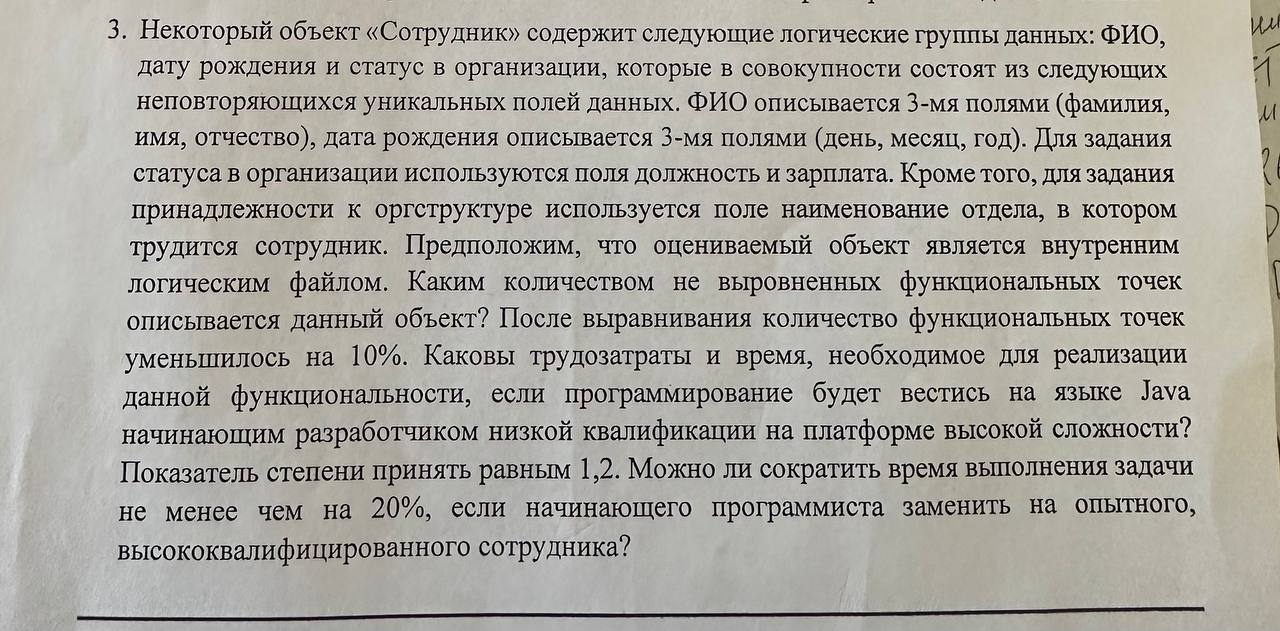 3. Некоторый объект «Сотрудник» содержит следующие логические группы данных: ФИО,
дату рождения и статус в организации, которые в совокупности состоят из следующих
неповторяющихся уникальных полей данных. ФИО описывается 3-мя полями (фамилия,
имя, отчество), дата рождения описывается 3-мя полями (день, месяц, год). Для задания
статуса в организации используются поля должность и зарплата. Кроме того, для задания
принадлежности к оргструктуре используется поле наименование отдела, в котором
трудится сотрудник. Предположим, что оцениваемый объект является внутренним
логическим файлом. Каким количеством не выровненных функциональных точек
описывается данный объект? После выравнивания количество функциональных точек
уменьшилось на 10%. Каковы трудозатраты и время, необходимое для реализации
данной функциональности, если программирование будет вестись на языке Java
начинающим разработчиком низкой квалификации на платформе высокой сложности?
Показатель степени принять равным 1,2. Можно ли сократить время выполнения задачи
не менее чем на 20%, если начинающего программиста заменить на опытного,
высококвалифицированного сотрудника?